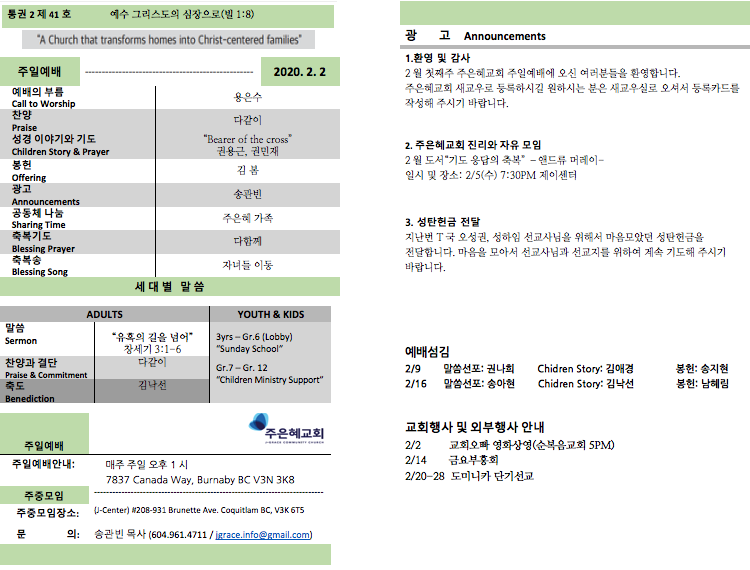 통권 2 제 41 호 예수 그리스도의 심장으로(빌 1:8)
"A Church that transforms homes into Christ-centered families"
주일예배 2020. 2. 2
예배의 부름 용은수
Call to Worship
찬양 다같이
Praise
성경 이야기와 기도 "Bearer of the cross"
Children Story & Prayer 권용근, 권민재
봉헌 김 봄
Offering
광고 송관빈
Announcements
공동체 나눔 주은혜 가족
Sharing Time
축복기도 다함께
Blessing Prayer
축복송 자녀들 이동
Blessing Song
세대별 말씀
ADULTS YOUTH & KIDS
말씀 "유혹의 길을 넘어" 3yrs – Gr.6 (Lobby)
Sermon 창세기 3:1-6 "Sunday School"
찬양과 결단 다같이 Gr.7 – Gr. 12
Praise & Commitment "Children Ministry Support"
축도 김낙선
Benediction
주은혜교회
J-GRACE COMMUNITY CHURCH
주일예배
주일예배안내: 매주 주일 오후 1 시
7837 Canada Way, Burnaby BC V3N 3K8
주중모임
주중모임장소: (J-Center) #208-931 Brunette Ave. Coquitlam BC, V3K 6T5
문 의: 송관빈 목사 (604.961.4711 / jgrace.info@gmail.com)
광 고 Announcements
1.환영 및 감사
2 월 첫째주 주은혜교회 주일예배에 오신 여러분들을 환영합니다.
주은혜교회 새교우로 등록하시길 원하시는 분은 새교우실로 오셔서 등록카드를
작성해 주시기 바랍니다.
2. 주은혜교회 진리와 자유 모임
2 월 도서"기도 응답의 축복" –앤드류 머레이–
일시 및 장소: 2/5(수) 7:30PM 제이센터
3. 성탄헌금 전달
지난번 T 국 오성권, 성하임 선교사님을 위해서 마음모았던 성탄헌금을
전달합니다. 마음을 모아서 선교사님과 선교지를 위하여 계속 기도해 주시기
바랍니다.
예배섬김
2/9 말씀선포: 권나희 Chidren Story: 김애경 봉헌: 송지현
2/16 말씀선포: 송아현 Chidren Story: 김낙선 봉헌: 남혜림
교회행사 및 외부행사 안내
2/2 교회오빠 영화상영(순복음교회 5PM)
2/14 금요부흥회
2/20-28 도미니카 단기선교